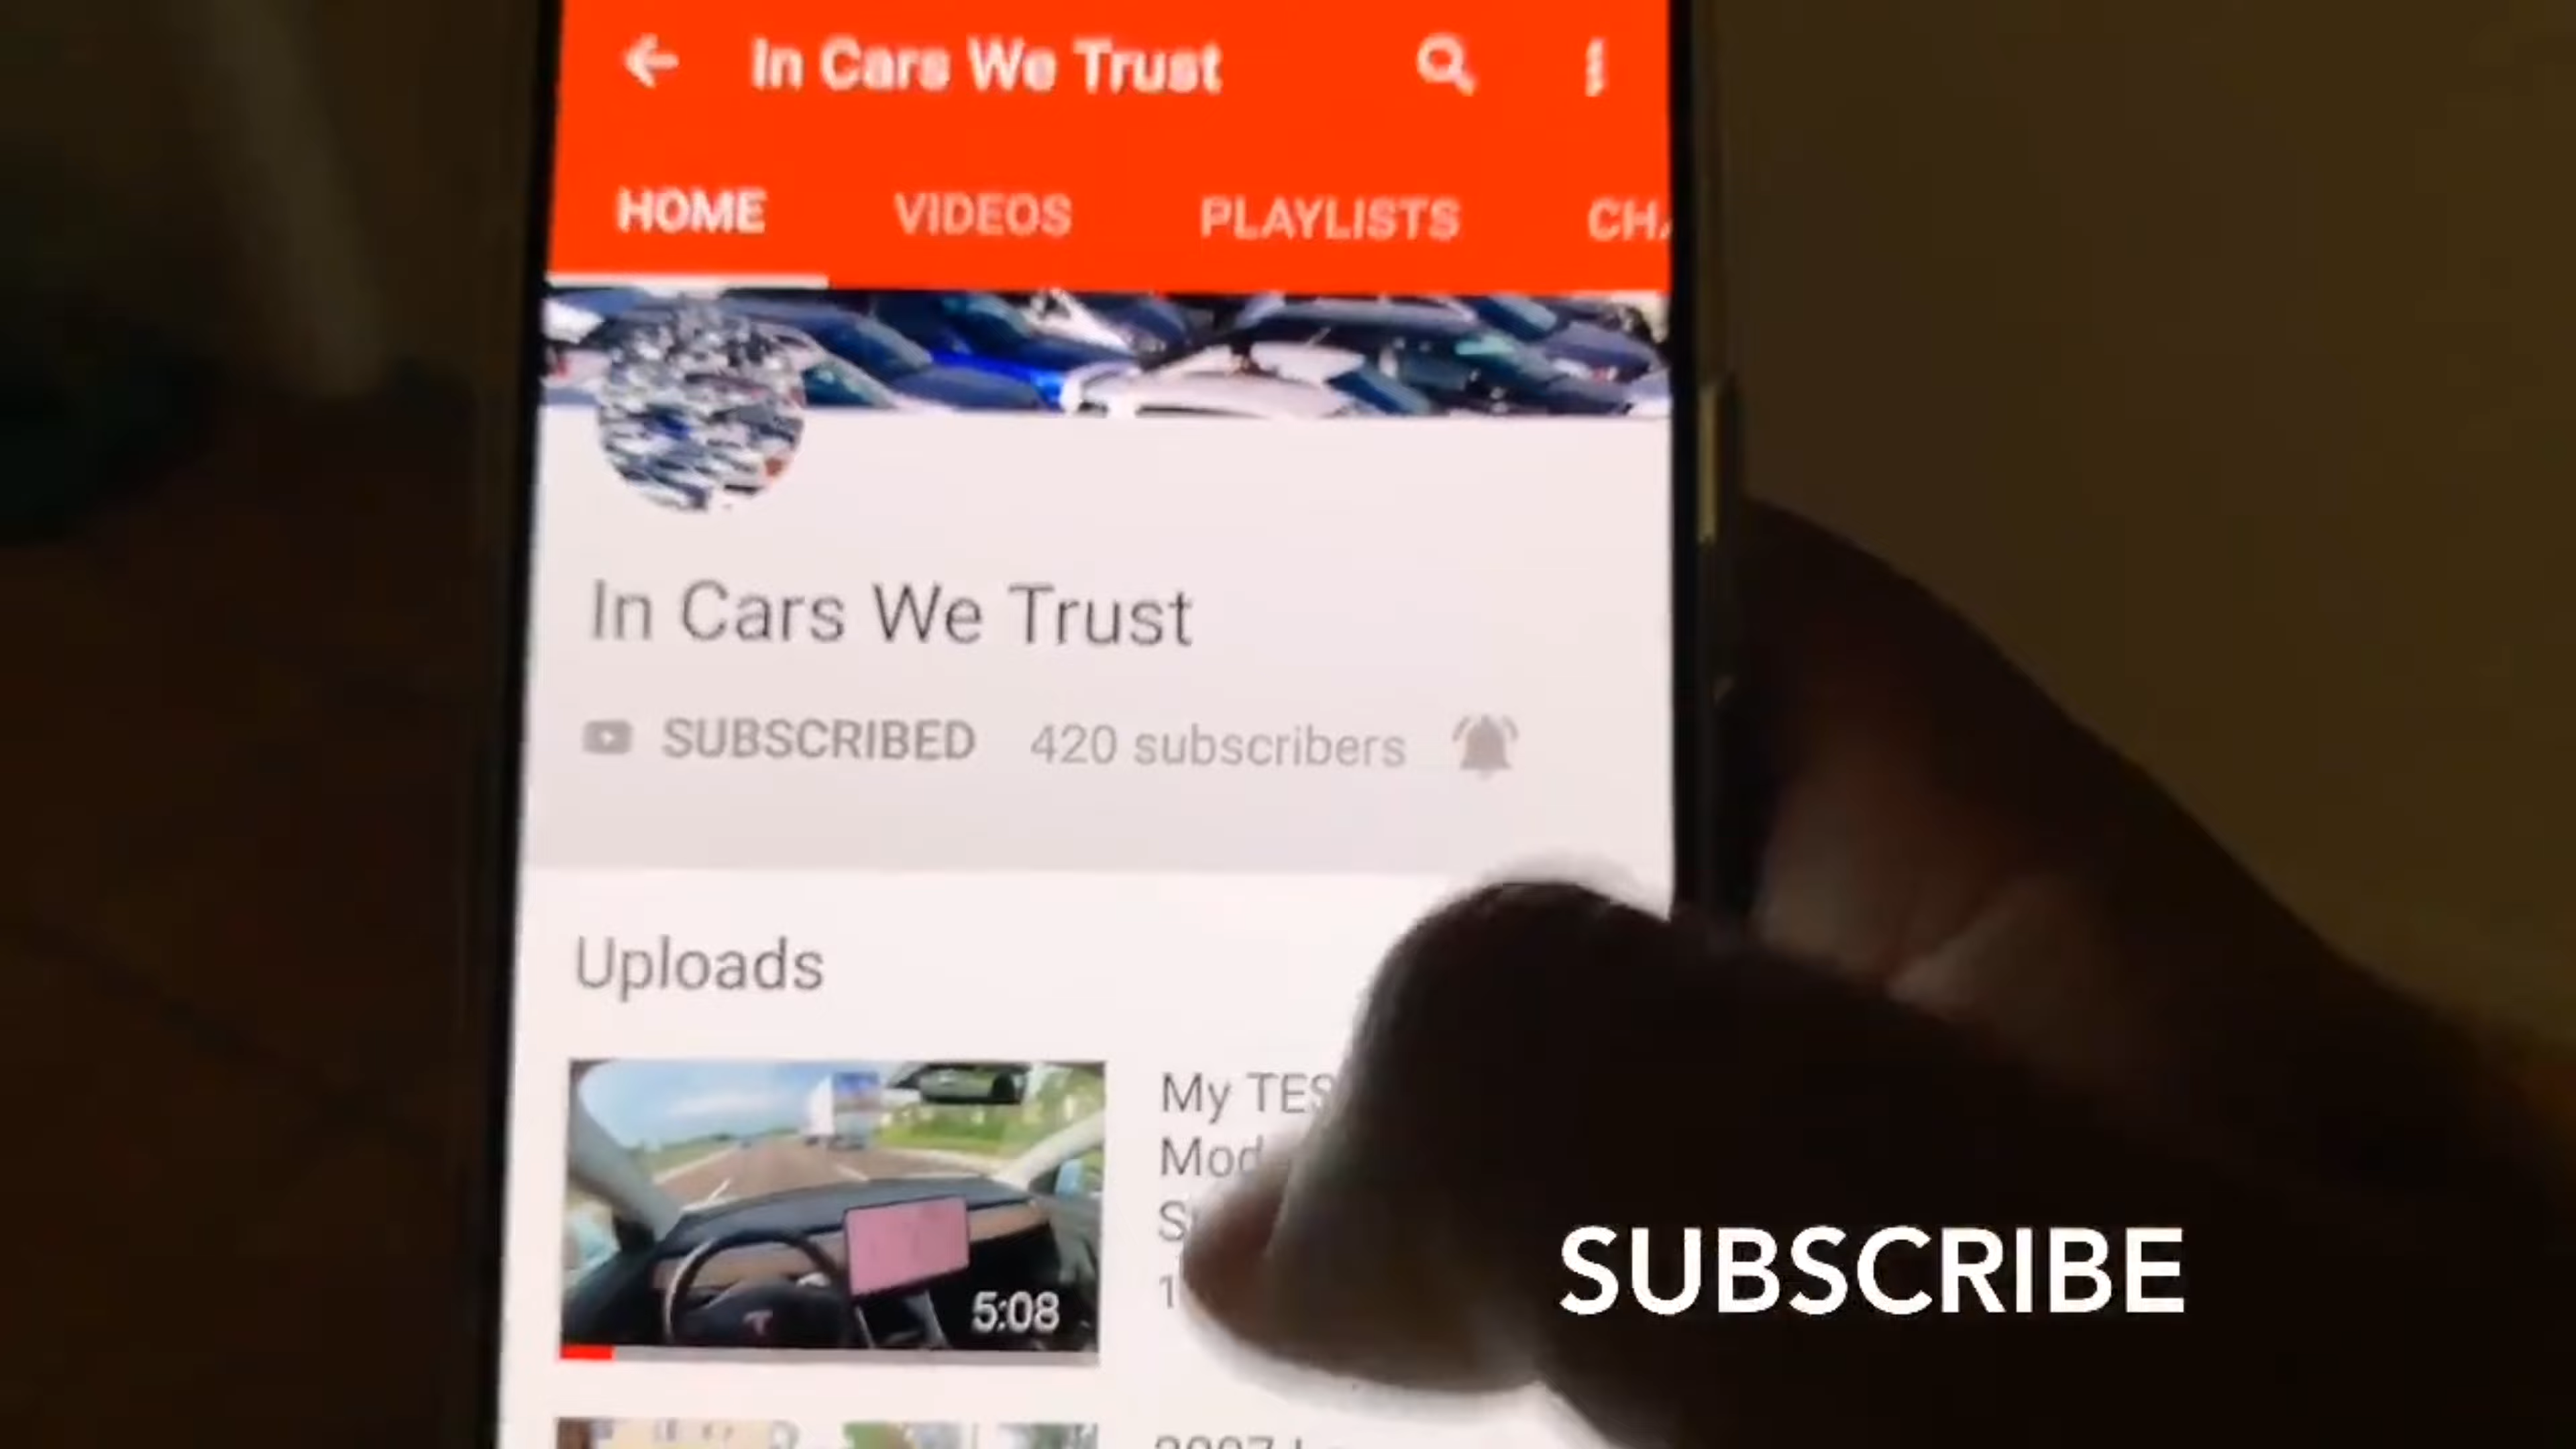 In Cars We Trust
HOME VIDEOS PLAYLISTS
In Cars We Trust
SUBSCRIBED 420 subscribers
Uploads
My
5:08
SUBSCRIBE